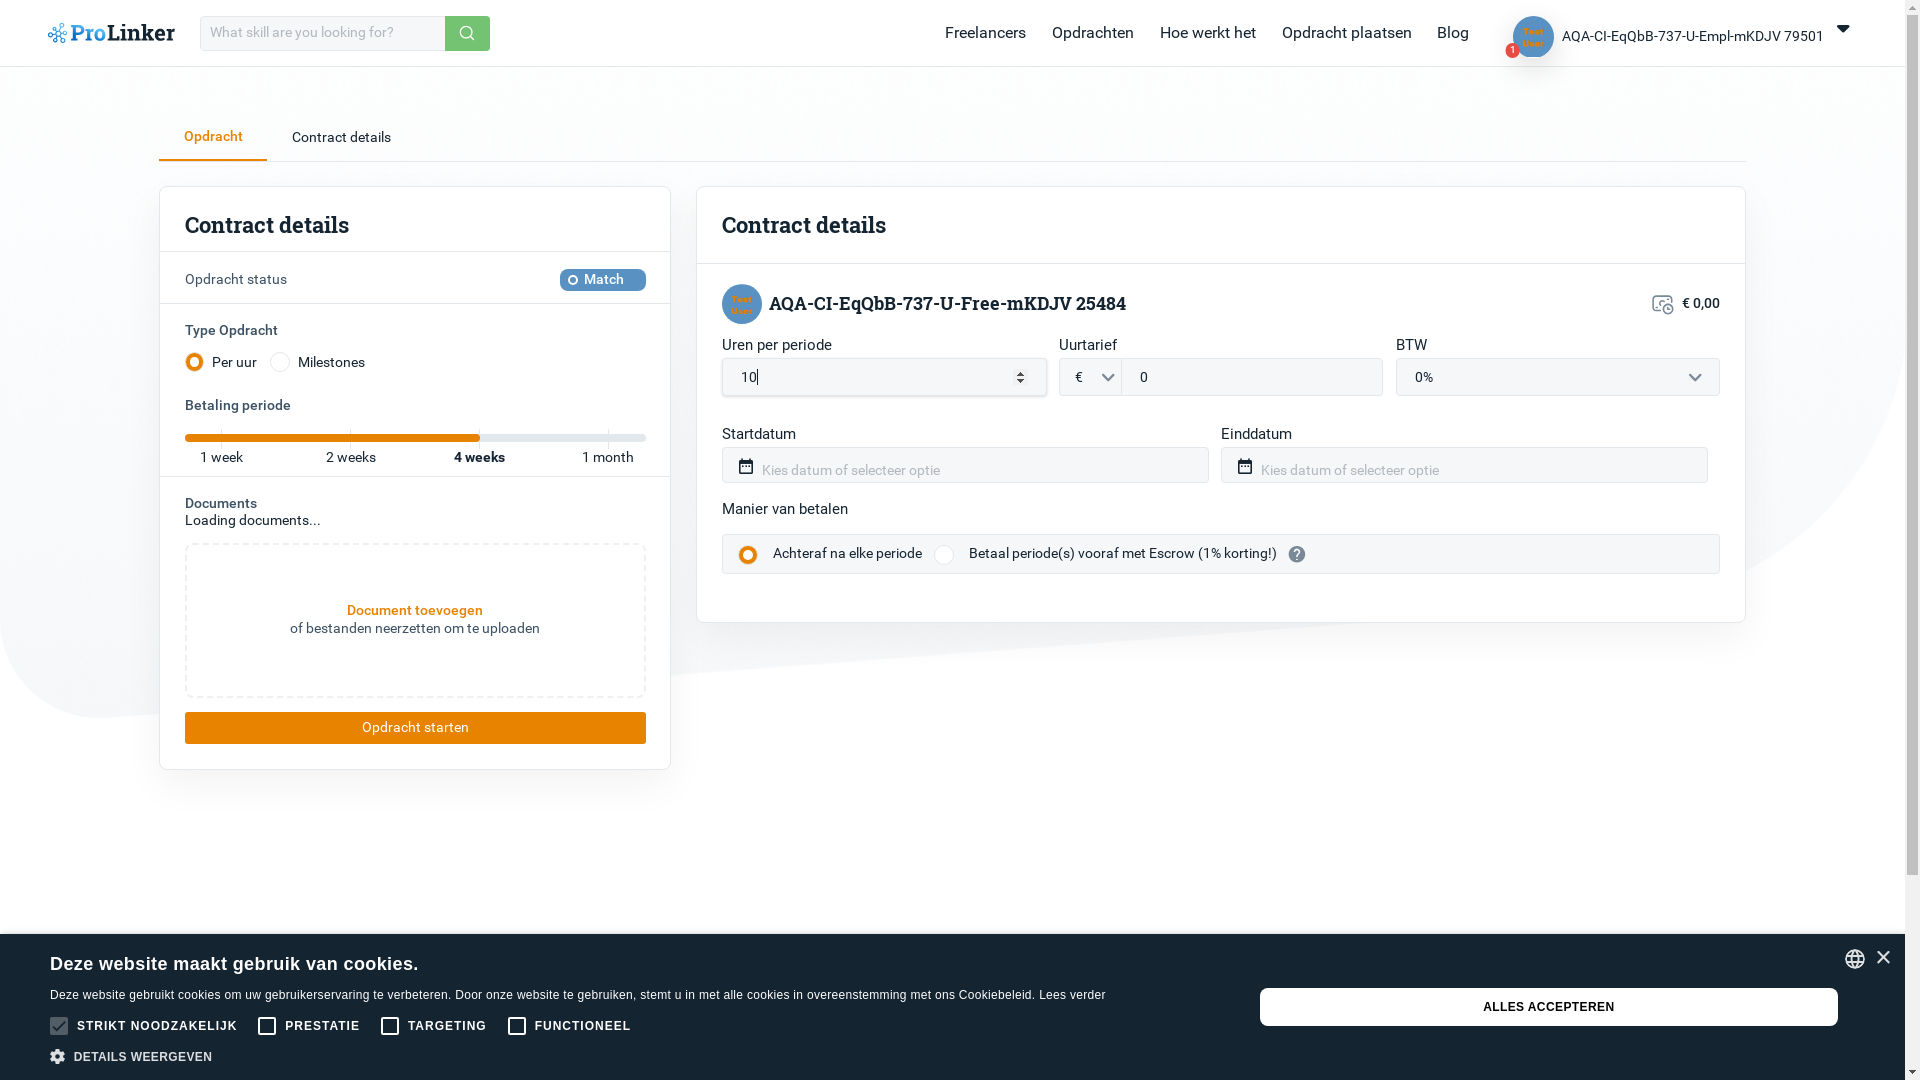 ProLinker
What skill are you looking for?
Freelancers
Opdrachten
Hoe werkt het
Opdracht plaatsen
Blog
1
Test
User
AQA-CI-EqQbB-737-U-Empl-mKDJV 79501
Opdracht
Contract details
Contract details
Opdracht status
Match
Type Opdracht
Per uur
Milestones
Betaling periode
1 week
2 weeks
4 weeks
1 month
Documents
Loading documents...
Document toevoegen
of bestanden neerzetten om te uploaden
Opdracht starten
Contract details
Test
User
AQA-CI-EqQbB-737-U-Free-mKDJV 25484
€ 0,00
Uren per periode
Uurtarief
BTW
10
€
0
0%
Startdatum
Einddatum
Kies datum of selecteer optie
Kies datum of selecteer optie
Manier van betalen
Achteraf na elke periode
Betaal periode(s) vooraf met Escrow (1% korting!)
Deze website maakt gebruik van cookies.
Deze website gebruikt cookies om uw gebruikerservaring te verbeteren. Door onze website te gebruiken, stemt u in met alle cookies in overeenstemming met ons Cookiebeleid. Lees verder
STRIKT NOODZAKELIJK
PRESTATIE
TARGETING
FUNCTIONEEL
DETAILS WEERGEVEN
ALLES ACCEPTEREN